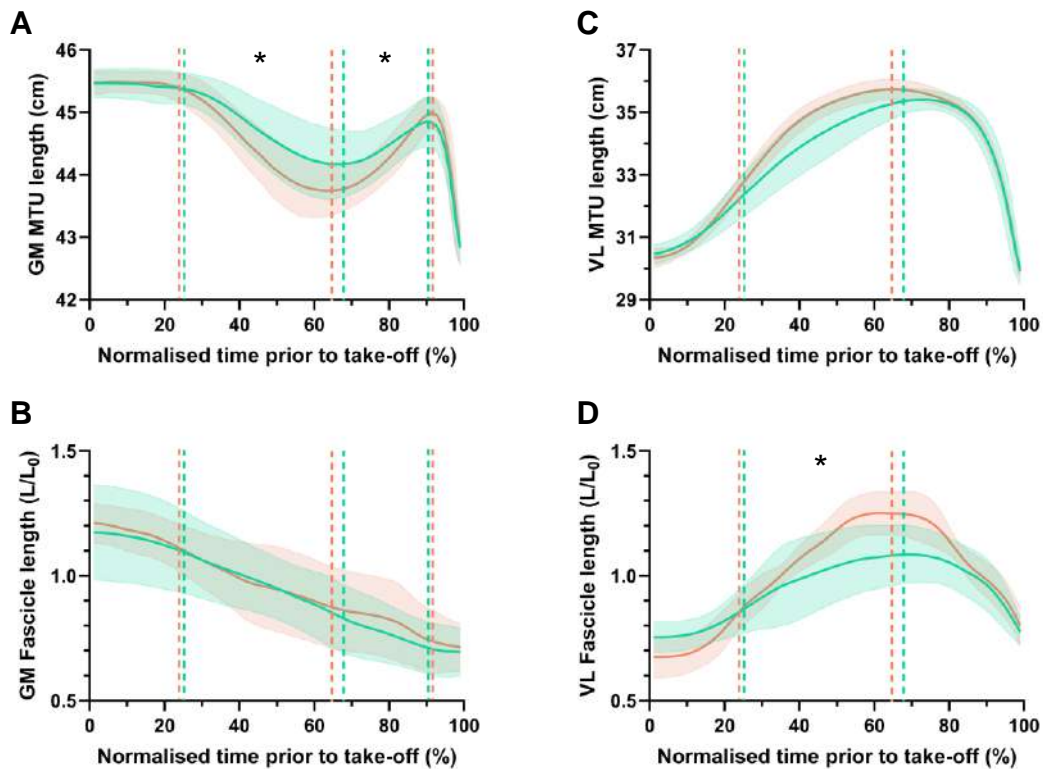 A
* *
46
45
44
43
42
GM MTU length (cm)
0 20 40 60 80 100
Normalised time prior to take-off (%)
C
37
35
33
31
29
VL MTU length (cm)
0 20 40 60 80 100
Normalised time prior to take-off (%)
B
1.5
1.0
0.5
GM Fascicle length (L/L₀)
0 20 40 60 80 100
Normalised time prior to take-off (%)
D
*
1.5
1.0
0.5
VL Fascicle length (L/L₀)
0 20 40 60 80 100
Normalised time prior to take-off (%)